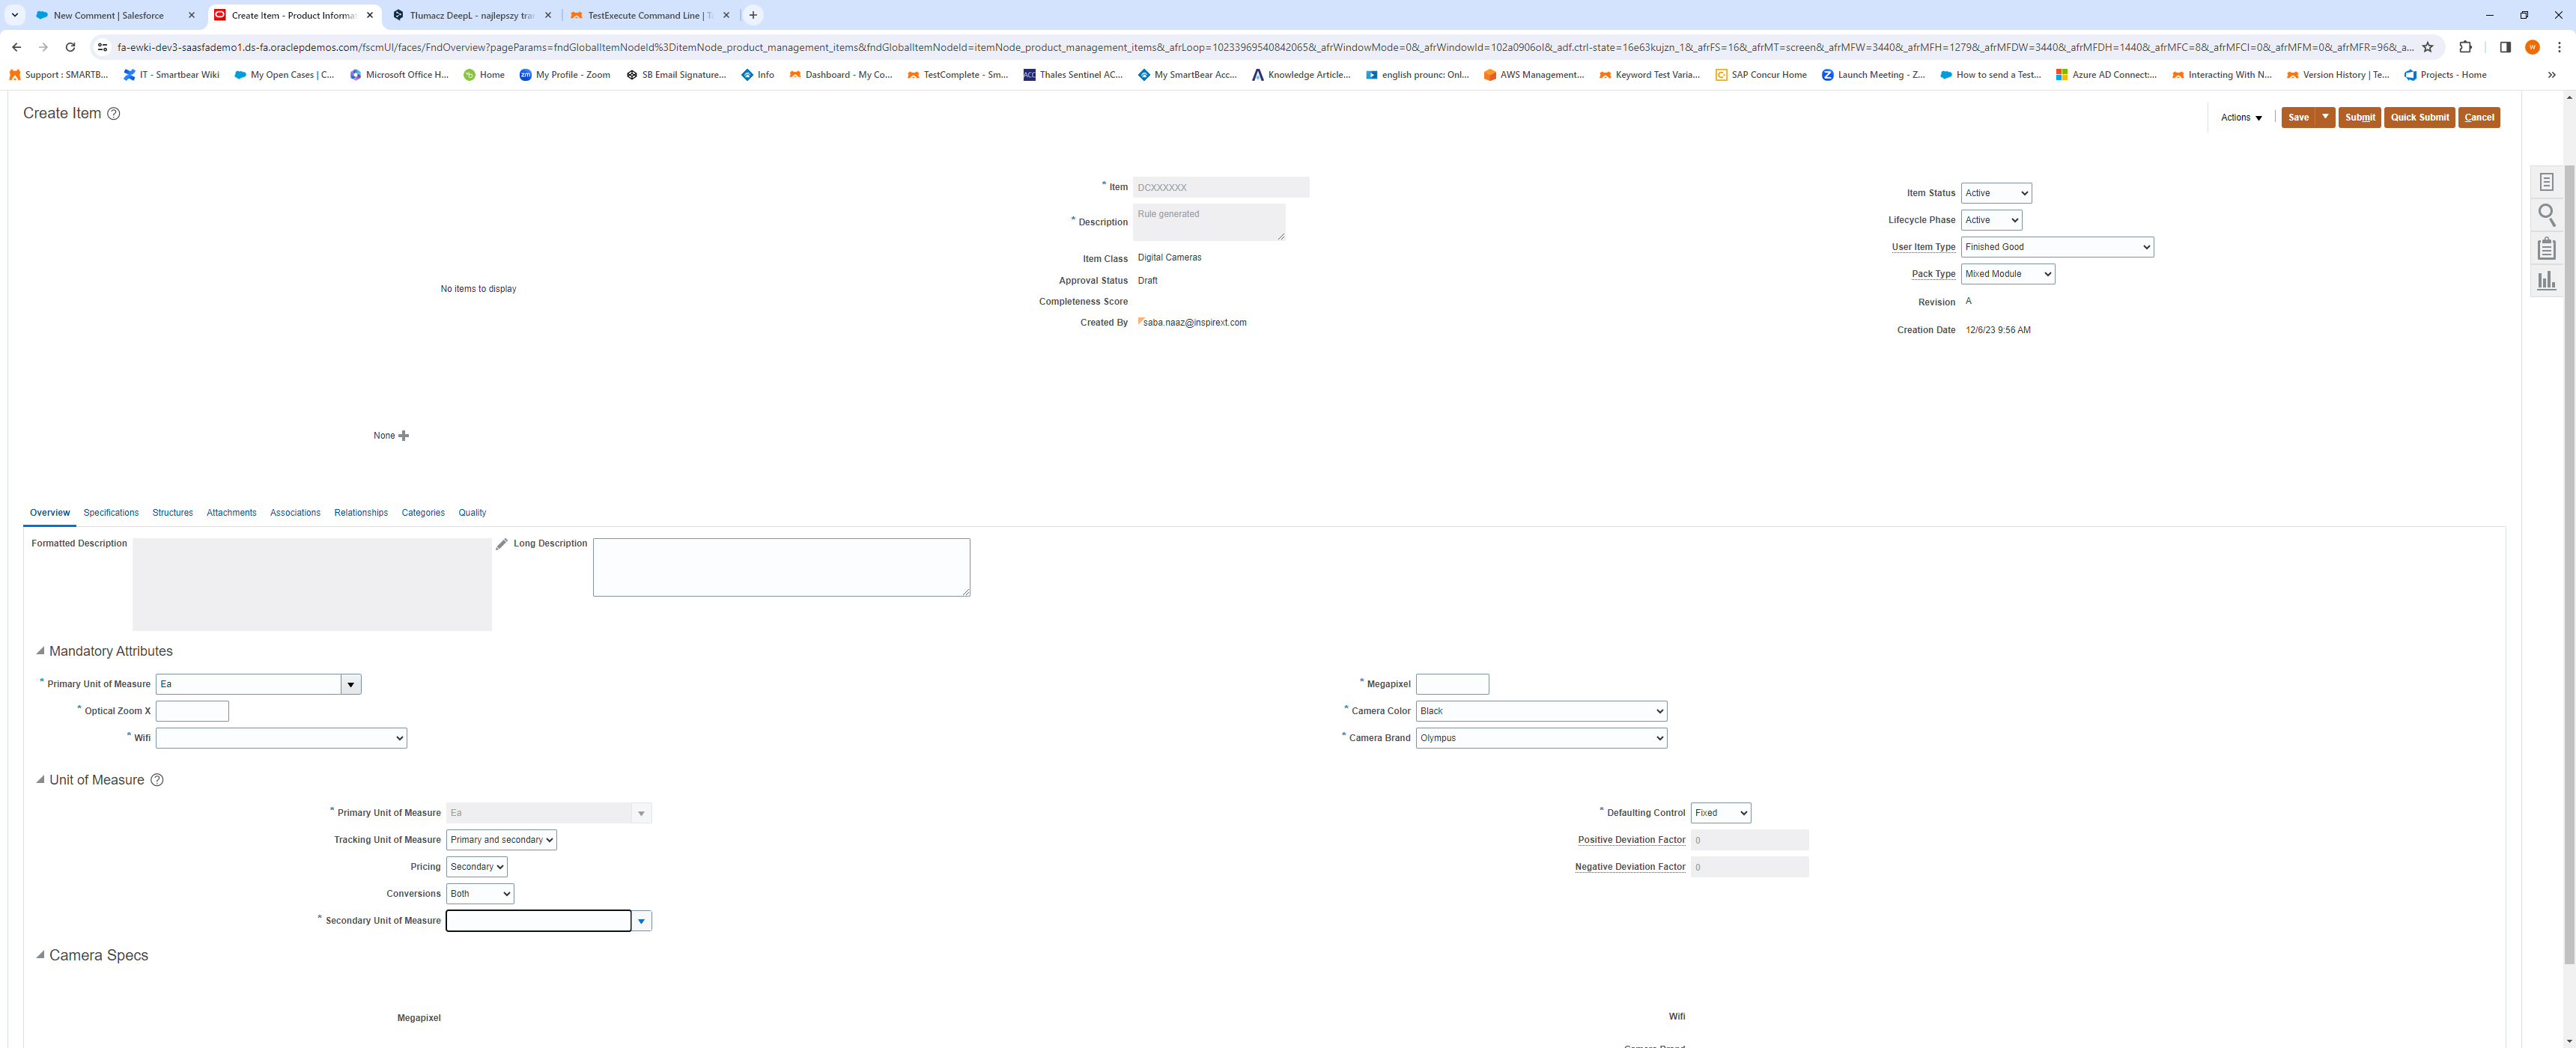 New Comment | Salesforce
Create Item - Product Informat
Tłumacz DeepL - najlepszy tra
TestExecute Command Line | T
fa-ewki-dev3-saasfademo1.ds-fa.oraclepdemos.com/fscmUI/faces/FndOverview?pageParams=fndGlobalItemNodeId%3DitemNode_product_management_items&fndGlobalItemNodeId=itemNode_product_management_items&_afrLoop=10233969540842065&_afrWindowMode=0&_afrWindowId=102a0906ol&_adf.ctrl-state=16e63kujzn_1&_afrFS=16&_afrMT=screen&_afrMFW=3440&_afrMFH=1279&_afrMFDW=3440&_afrMFDH=1440&_afrMFC=8&_afrMFCI=0&_afrMFM=0&_afrMFR=96&_a...
Support : SMARTB... IT - Smartbear Wiki My Open Cases | C... Microsoft Office H... Home My Profile - Zoom SB Email Signature... Info Dashboard - My Co... TestComplete - Sm... Thales Sentinel AC... My SmartBear Acc... Knowledge Article... english prounc: Onl... AWS Management... Keyword Test Varia... SAP Concur Home Launch Meeting - Z... How to send a Test... Azure AD Connect:... Interacting With N... Version History | Te... Projects - Home
Create Item
Actions Save Submit Quick Submit Cancel
No items to display
None
* Item DCXXXXXX
* Description Rule generated
Item Class Digital Cameras
Approval Status Draft
Completeness Score
Created By saba.naaz@inspirext.com
Item Status Active
Lifecycle Phase Active
User Item Type Finished Good
Pack Type Mixed Module
Revision A
Creation Date 12/6/23 9:56 AM
Overview Specifications Structures Attachments Associations Relationships Categories Quality
Formatted Description Long Description
Mandatory Attributes
* Primary Unit of Measure Ea
* Optical Zoom X
* Wifi
* Megapixel
* Camera Color Black
* Camera Brand Olympus
Unit of Measure
* Primary Unit of Measure Ea
Tracking Unit of Measure Primary and secondary
Pricing Secondary
Conversions Both
* Secondary Unit of Measure
* Defaulting Control Fixed
Positive Deviation Factor 0
Negative Deviation Factor 0
Camera Specs
Megapixel
Wifi